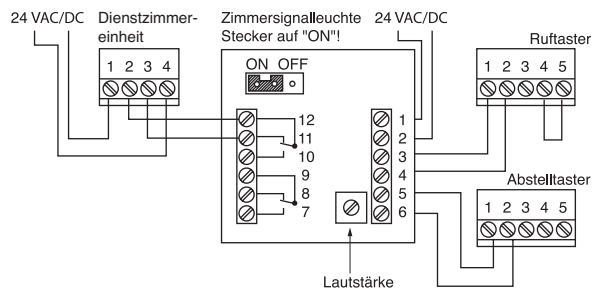 24 VAC/DC
Dienstzimmer-
einheit
Zimmersignalleuchte
Stecker auf "ON"!
24 VAC/DC
Ruftaster
1 2 3 4
ON OFF
1 2 3 4 5
12
11
10
9
8
7
1
2
3
4
5
6
Abstelltaster
1 2 3 4 5
Lautstärke